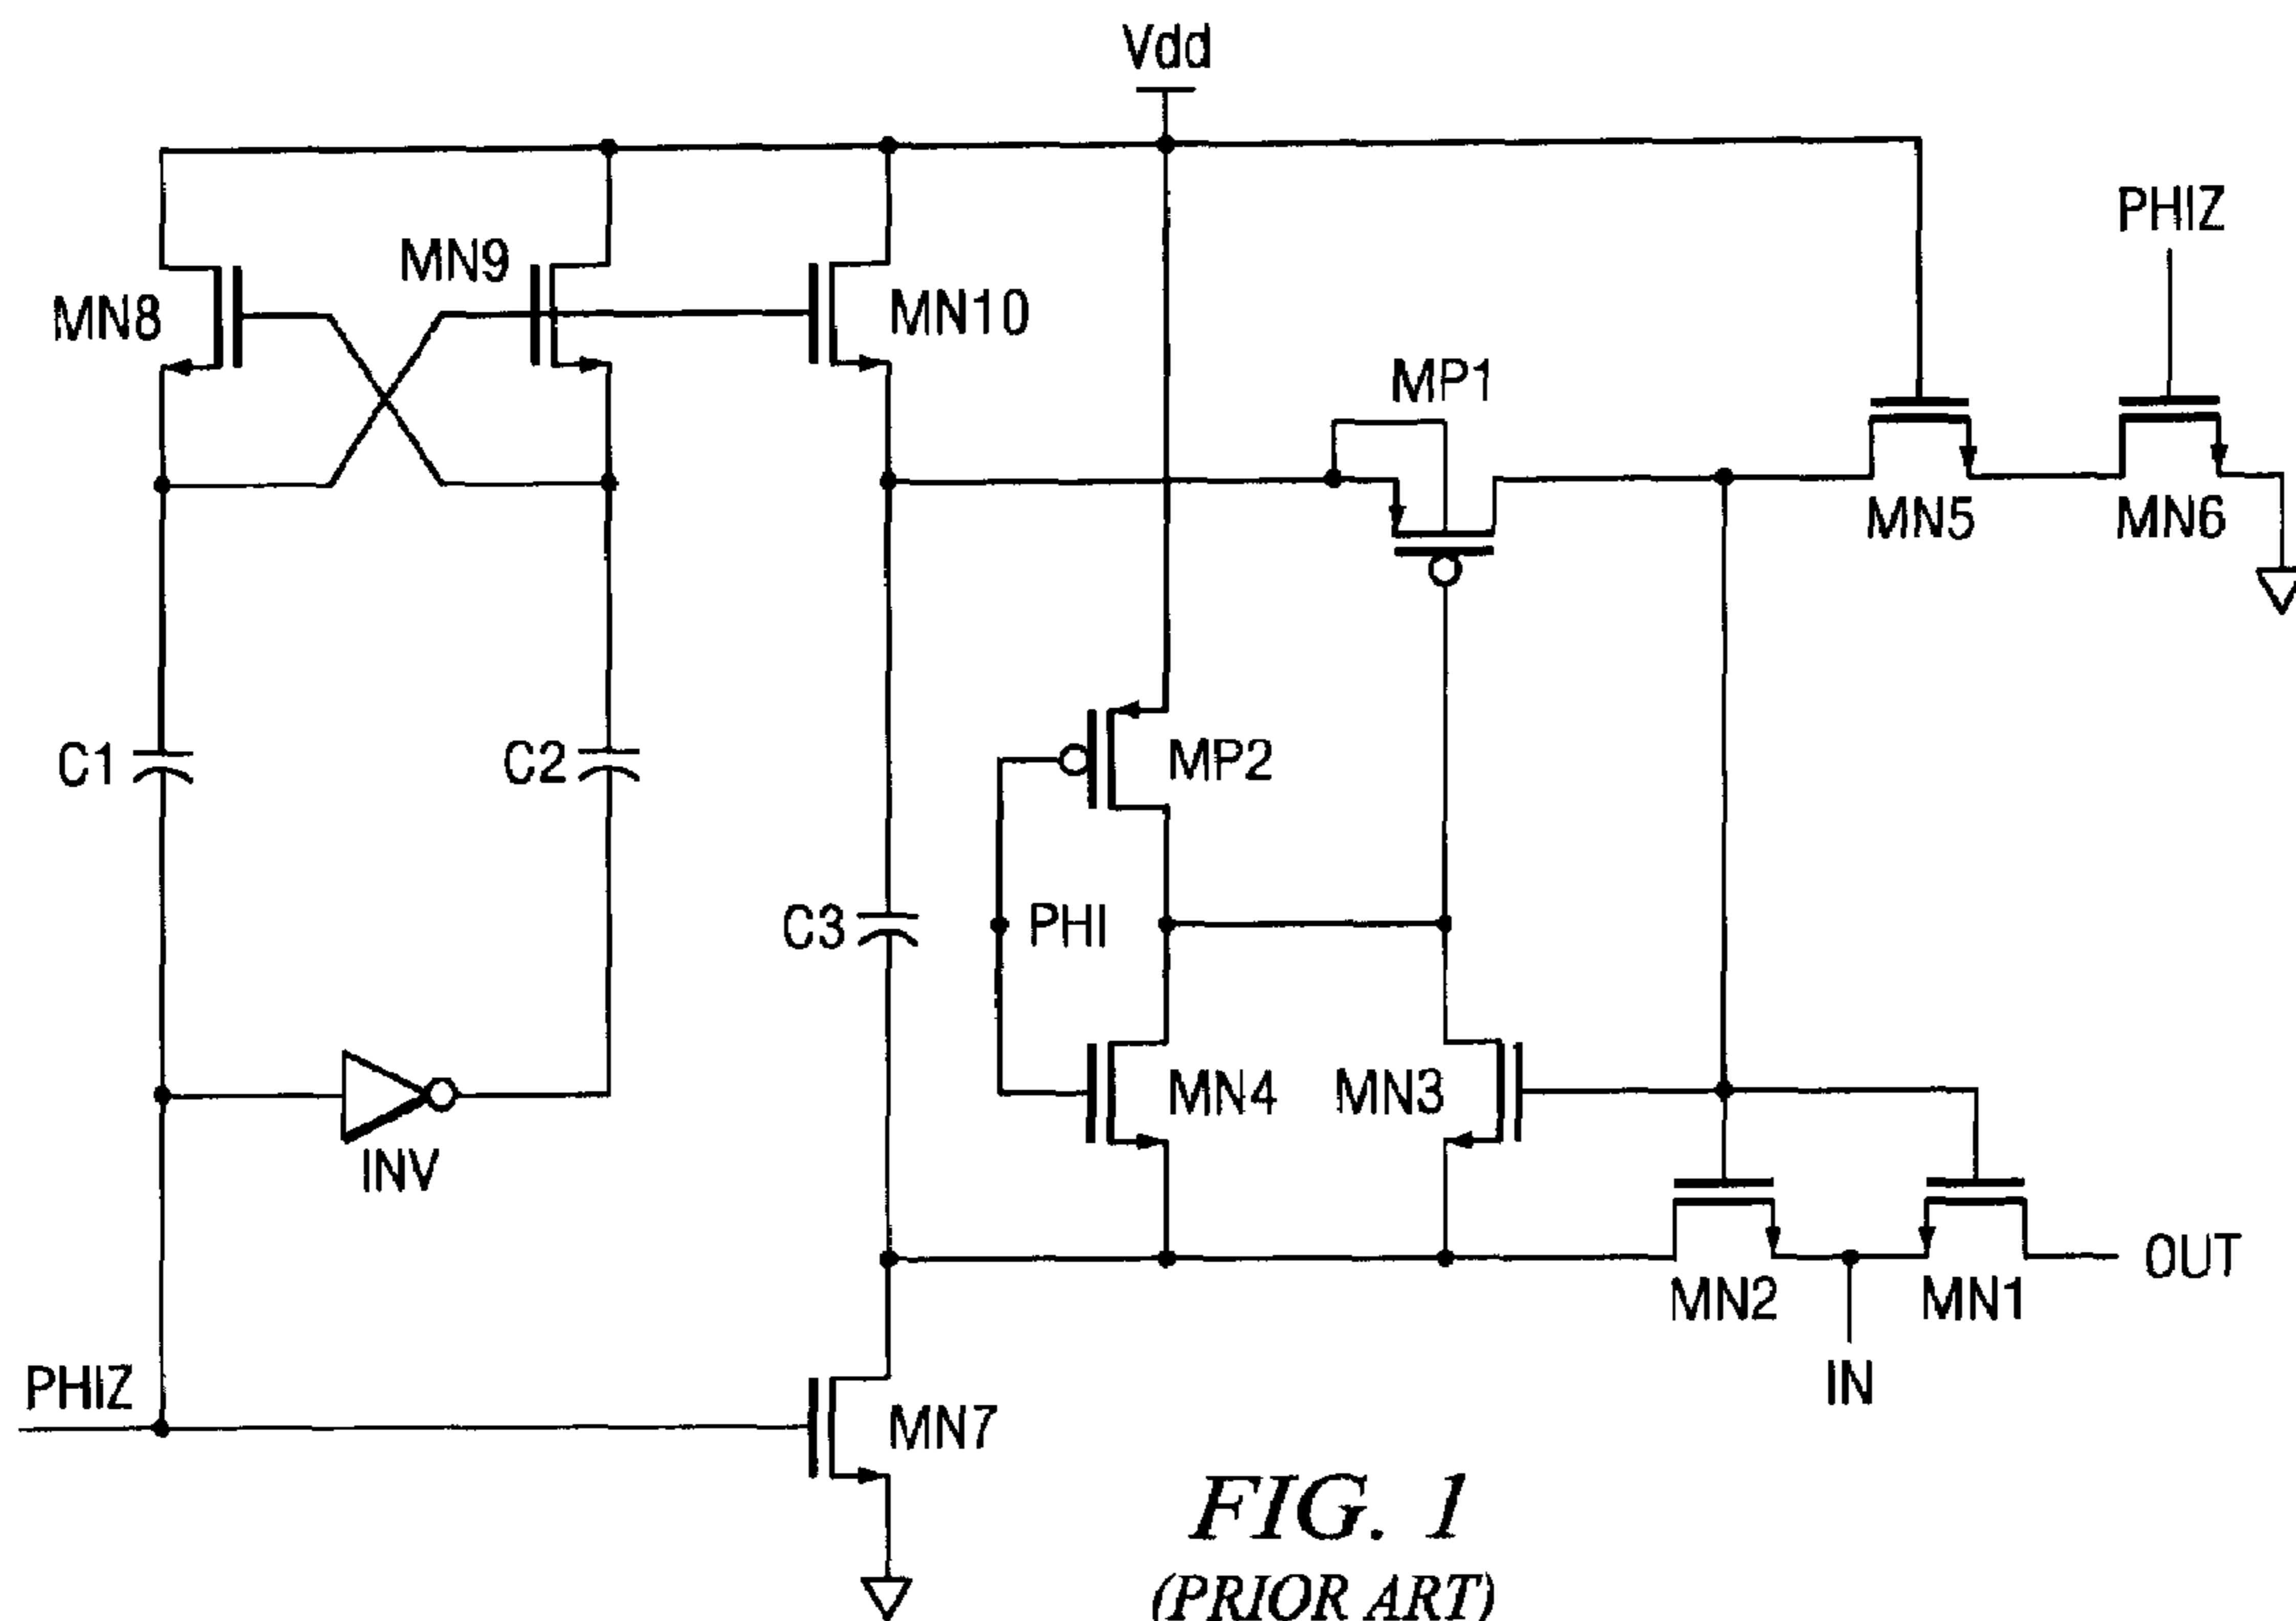 Vdd
PHIZ
MN9
MN8
MN10
MP1
MN5
MN6
MP2
C1
C2
C3
PHI
MN4
MN3
INV
OUT
MN2
MN1
IN
PHIZ
MN7
FIG. 1
(PRIOR ART)